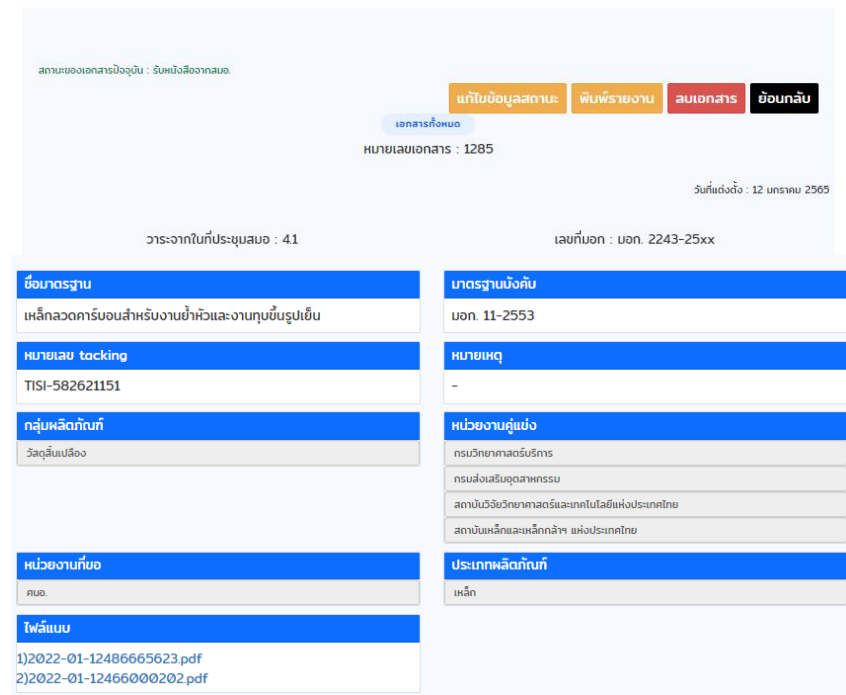 สถานะของเอกสารปัจจุบัน : รับหนังสือจากสมอ.
แก้ไขข้อมูลสถานะ พิมพ์รายงาน ลบเอกสาร ย้อนกลับ
เอกสารทั้งหมด
หมายเลขเอกสาร : 1285
วันที่แต่งตั้ง : 12 มกราคม 2565
วาระจากในที่ประชุมสมอ : 4.1 เลขที่มอก : มอก. 2243-25xx
ชื่อมาตรฐาน มาตรฐานบังคับ
เหล็กลวดคาร์บอนสำหรับงานย้ำหัวและงานทุบขึ้นรูปเย็น มอก. 11-2553
หมายเลข tacking หมายเหตุ
TISI-582621151 -
กลุ่มผลิตภัณฑ์ หน่วยงานคู่แข่ง
วัสดุสิ้นเปลือง กรมวิทยาศาสตร์บริการ
กรมส่งเสริมอุตสาหกรรม
สถาบันวิจัยวิทยาศาสตร์และเทคโนโลยีแห่งประเทศไทย
สถาบันเหล็กและเหล็กกล้าฯ แห่งประเทศไทย
หน่วยงานที่ขอ ประเภทผลิตภัณฑ์
ศนอ. เหล็ก
ไฟล์แนบ
1)2022-01-12486665623.pdf
2)2022-01-12466000202.pdf